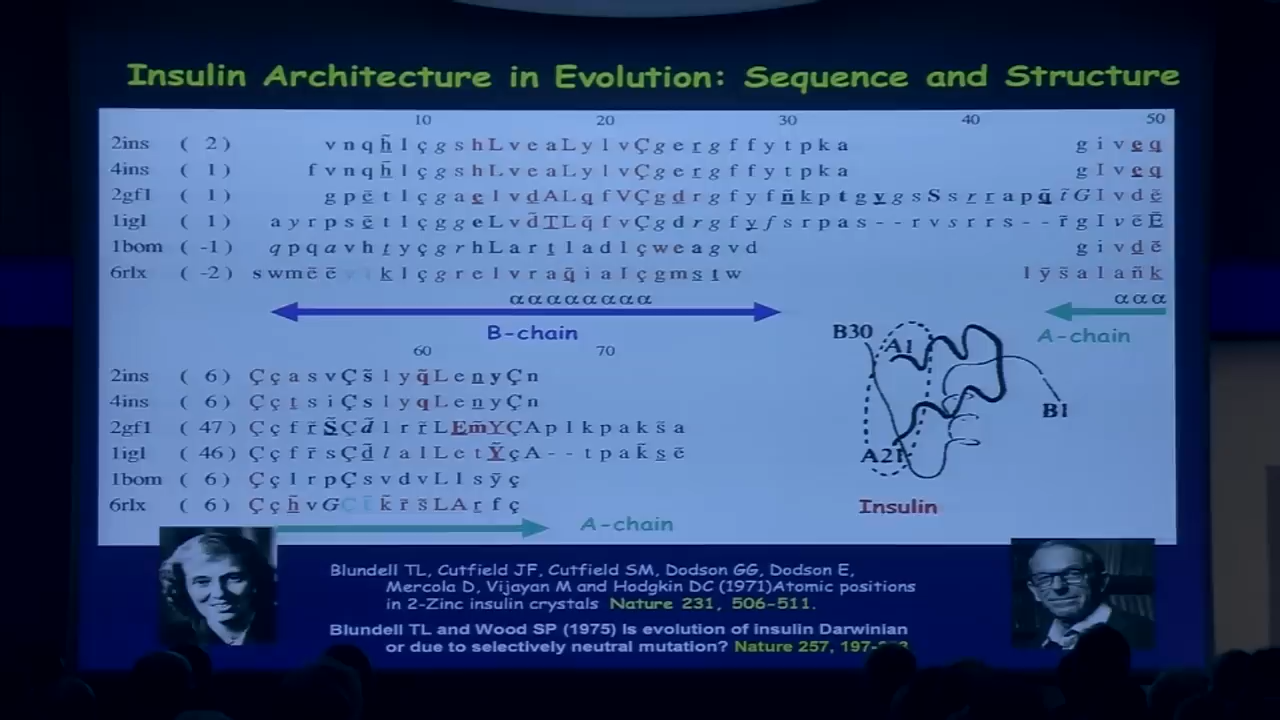 Insulin Architecture in Evolution: Sequence and Structure
10 20 30 40 50
2ins ( 2) v n q h̃ l ç g s h L v e a L y l v Ç g e r g f f y t p k a g i v e q
4ins ( 1) f v n q h̃ l ç g s h L v e a L y l v Ç g e r g f f y t p k a g I v e q
2gf1 ( 1) g p c̃ t l ç g a e l v d A L q f V Ç g d r g f y f ñ k p t g y g s S s r r a p q̃ ĩ G I v d ẽ
1igl ( 1) a y r p s ẽ t l ç g g e L v d̃ T L q̃ f v Ç g d r g f y f s r p a s - - r v s r r s - - r̃ g I v ẽ Ẽ
1bom ( -1) q p q a v h t y ç g r h L a r t l a d l ç w e a g v d g i v d ẽ
6rlx ( -2) s w m ẽ ẽ k l ç g r e l v r a q̃ i a l ç g m s t w l ỹ s̃ a l a ñ k
α α α α α α α α α α α
B-chain A-chain
60 70
2ins ( 6) Ç ç a s v Ç s̃ l y q̃ L e n y Ç n
4ins ( 6) Ç ç t s i Ç s l y q L e n y Ç n
2gf1 ( 47) Ç ç f r̃ S̃ Ç d̃ l r r̃ L E m̃ Y Ç A p l k p a k s̃ a
1igl ( 46) Ç ç f r̃ s Ç d̃ l a l L e t Ỹ ç A - - t p a k̃ s ẽ
1bom ( 6) Ç ç l r p Ç s v d v L l s ỹ ç
6rlx ( 6) Ç ç h̃ v G k̃ r̃ s̃ L A r f ç
A-chain
B30
A1
B1
A21
Insulin
Blundell TL, Cutfield JF, Cutfield SM, Dodson GG, Dodson E,
Mercola D, Vijayan M and Hodgkin DC (1971)Atomic positions
in 2-Zinc insulin crystals Nature 231, 506-511.
Blundell TL and Wood SP (1975) Is evolution of insulin Darwinian
or due to selectively neutral mutation? Nature 257,